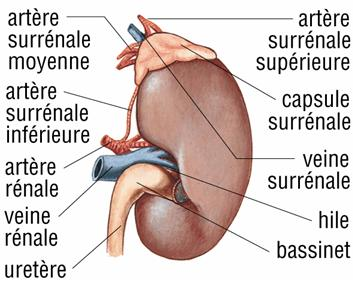 artère
surrénale
moyenne
artère
surrénale
inférieure
artère
rénale
veine
rénale
uretère
artère
surrénale
supérieure
capsule
surrénale
veine
surrénale
hile
bassinet